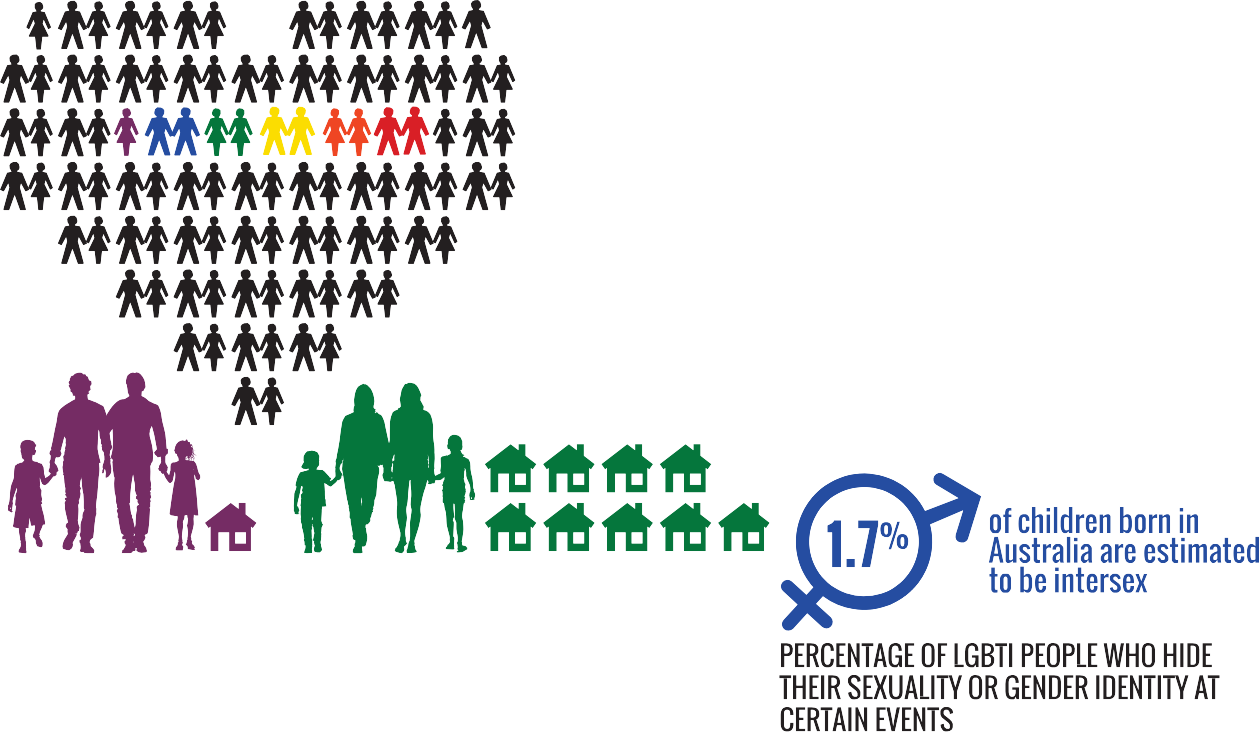 1.7%
of children born in
Australia are estimated
to be intersex
PERCENTAGE OF LGBTI PEOPLE WHO HIDE
THEIR SEXUALITY OR GENDER IDENTITY AT
CERTAIN EVENTS